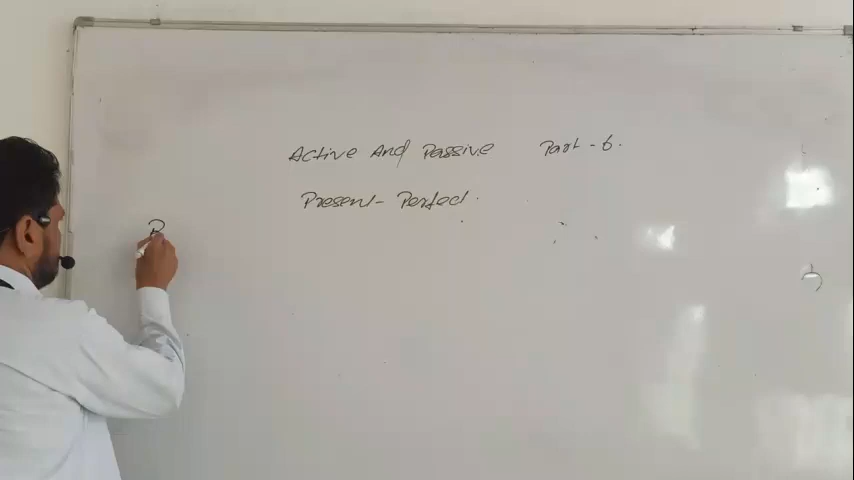 Active And Passive Part - 6.
Present - Perfect.
R